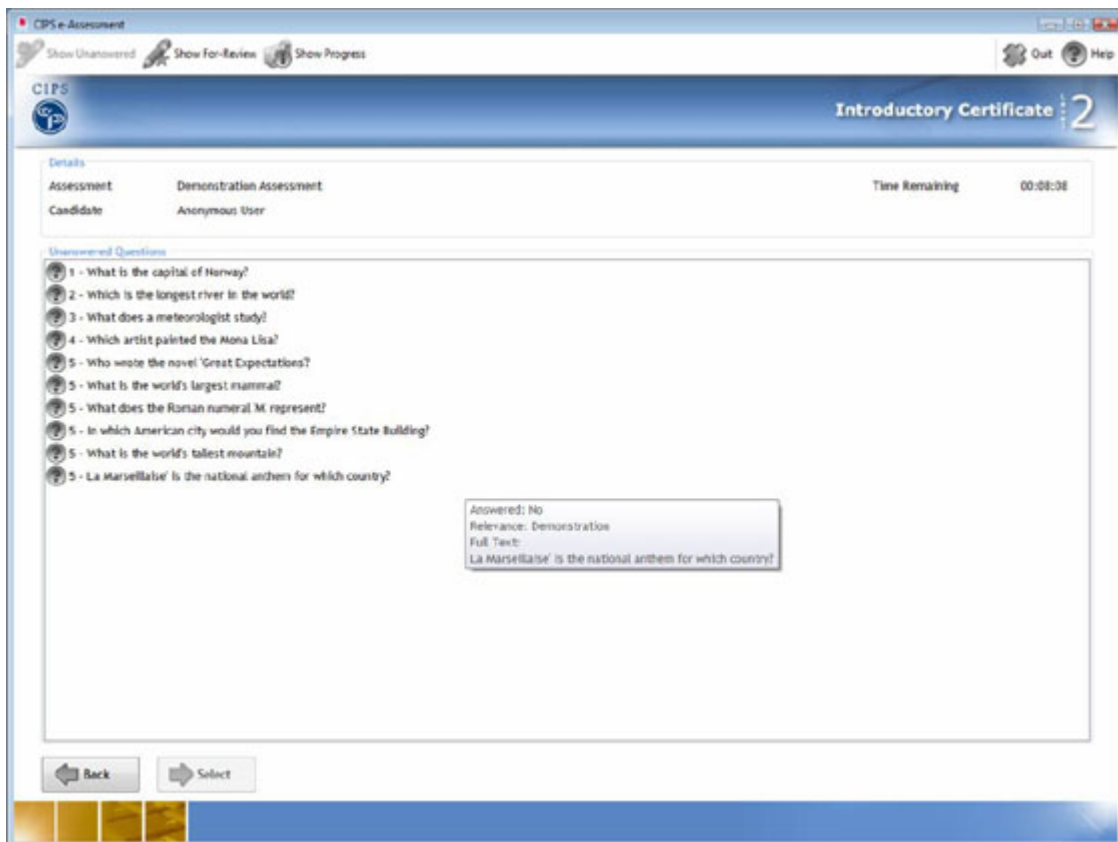 CIPS e-Assessment
Show Unanswered Show For-Review Show Progress Quit Help
CIPS
Introductory Certificate LEVEL 2
Details
Assessment Demonstration Assessment Time Remaining 00:08:08
Candidate Anonymous User
Unanswered Questions
1 - What is the capital of Norway?
2 - Which is the longest river in the world?
3 - What does a meteorologist study?
4 - Which artist painted the Mona Lisa?
5 - Who wrote the novel 'Great Expectations'?
5 - What is the world's largest mammal?
5 - What does the Roman numeral 'M' represent?
5 - In which American city would you find the Empire State Building?
5 - What is the world's tallest mountain?
5 - La Marseillaise' is the national anthem for which country?
Answered: No
Relevance: Demonstration
Full Text:
La Marseillaise' is the national anthem for which country?
Back Select